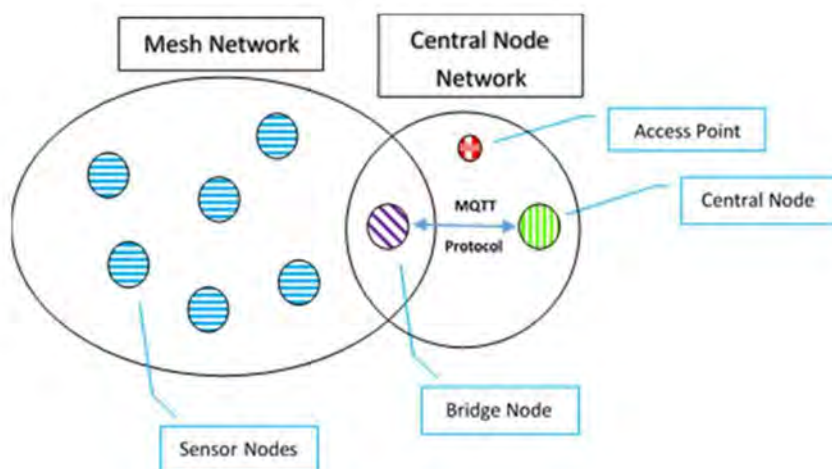 Mesh Network
Central Node
Network
Access Point
Central Node
MQTT
Protocol
Bridge Node
Sensor Nodes